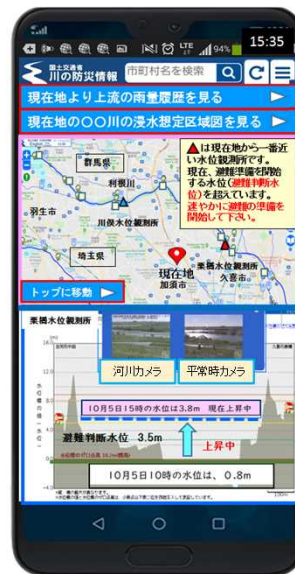 94%
15:35
国土交通省
川の防災情報
市町村名を検索
現在地より上流の雨量履歴を見る
現在地の〇〇川の浸水想定区域図を見る
群馬県
利根川
羽生市
川俣水位観測所
埼玉県
現在地
加須市
栗橋水位観測所
久喜市
▲は現在地から一番近
い水位観測所です。
現在、避難準備を開始
する水位(避難判断水
位)を超えています。
速やかに避難の準備を
開始して下さい。
トップに移動
栗橋水位観測所
河川カメラ
平常時カメラ
10月5日15時の水位は3.8m 現在上昇中
避難判断水位 3.5m
上昇中
10月5日10時の水位は、0.8m